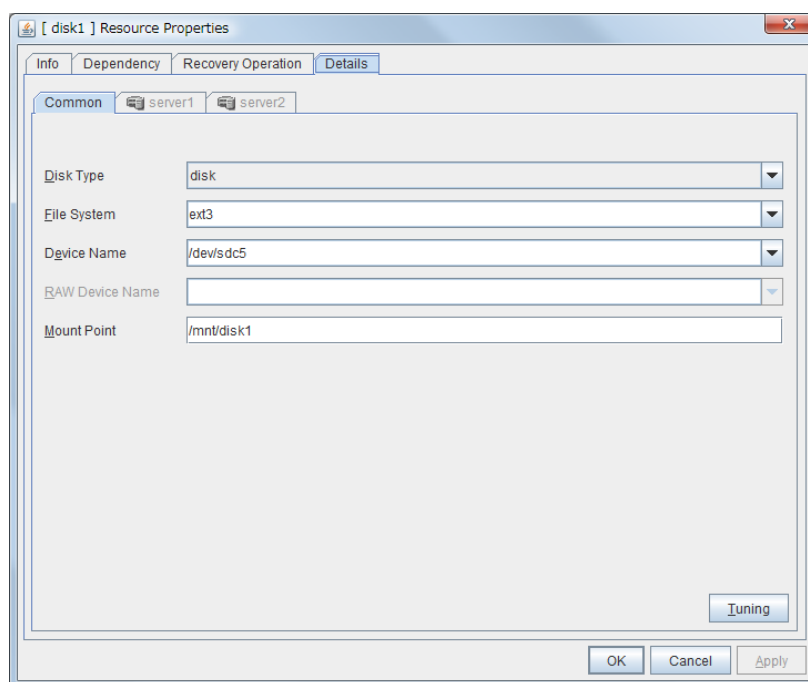 [ disk1 ] Resource Properties
Info Dependency Recovery Operation Details
Common server1 server2
Disk Type disk
File System ext3
Device Name /dev/sdc5
RAW Device Name
Mount Point /mnt/disk1
Tuning
OK Cancel Apply